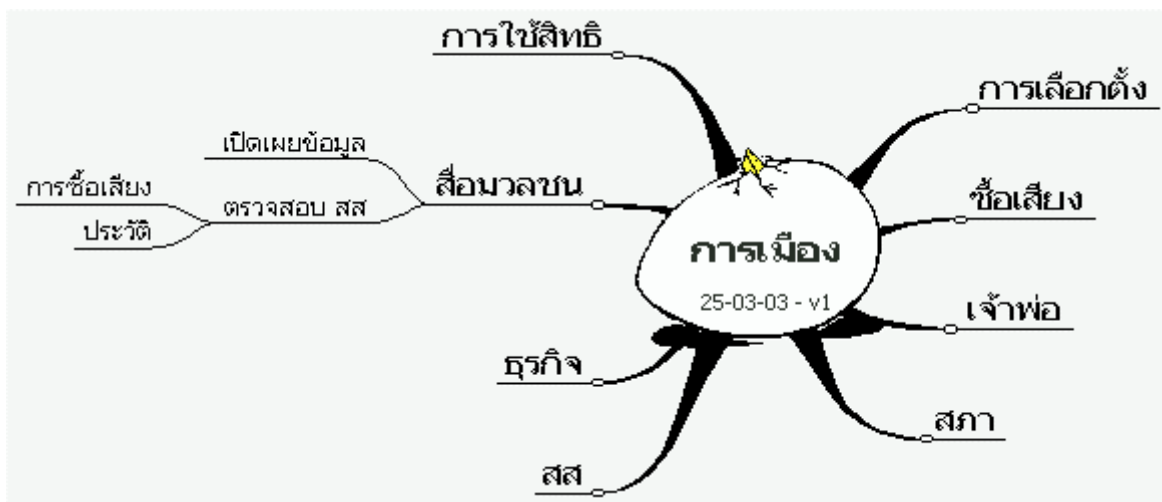 การใช้สิทธิ
การเลือกตั้ง
เปิดเผยข้อมูล
การซื้อเสียง
ตรวจสอบ สส
สื่อมวลชน
ซื้อเสียง
ประวัติ
การเมือง
25-03-03 - v1
เจ้าพ่อ
ธุรกิจ
สภา
สส